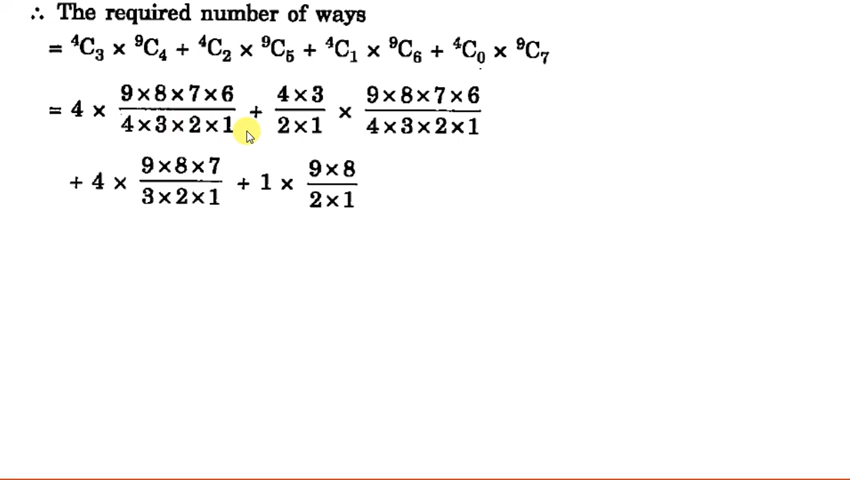 ∴ The required number of ways
= ⁴C₃ × ⁹C₄ + ⁴C₂ × ⁹C₅ + ⁴C₁ × ⁹C₆ + ⁴C₀ × ⁹C₇
= 4 × (9×8×7×6)/(4×3×2×1) + (4×3)/(2×1) × (9×8×7×6)/(4×3×2×1)
+ 4 × (9×8×7)/(3×2×1) + 1 × (9×8)/(2×1)